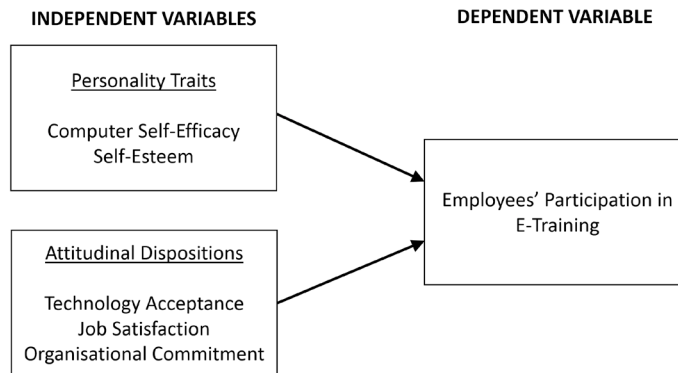 INDEPENDENT VARIABLES
DEPENDENT VARIABLE
Personality Traits
Computer Self-Efficacy
Self-Esteem
Employees’ Participation in
E-Training
Attitudinal Dispositions
Technology Acceptance
Job Satisfaction
Organisational Commitment